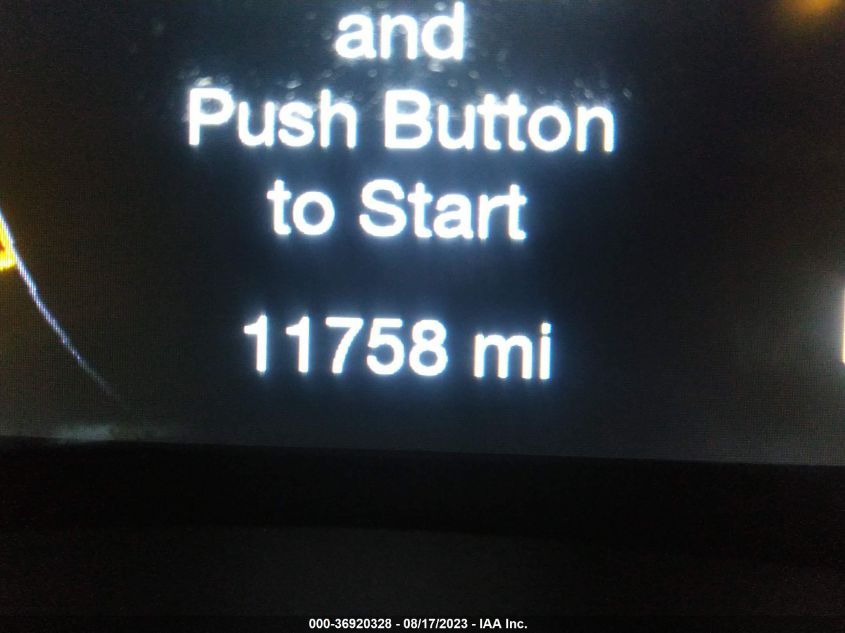 and
Push Button
to Start
11758 mi
000-36920328 - 08/17/2023 - IAA Inc.